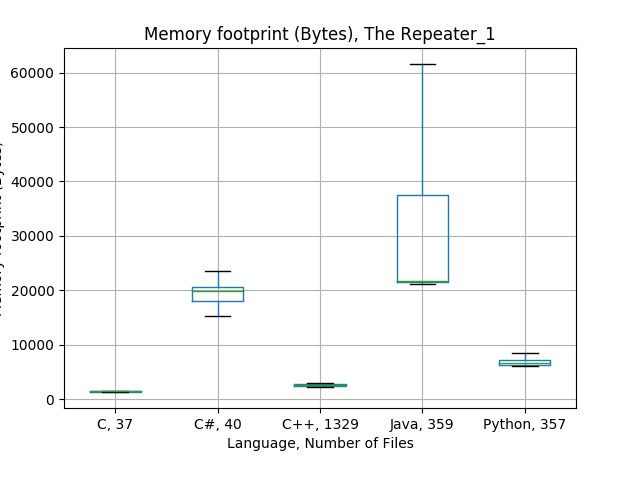 Memory footprint (Bytes), The Repeater_1
60000
50000
40000
30000
20000
10000
0
C, 37
C#, 40
C++, 1329
Java, 359
Python, 357
Language, Number of Files